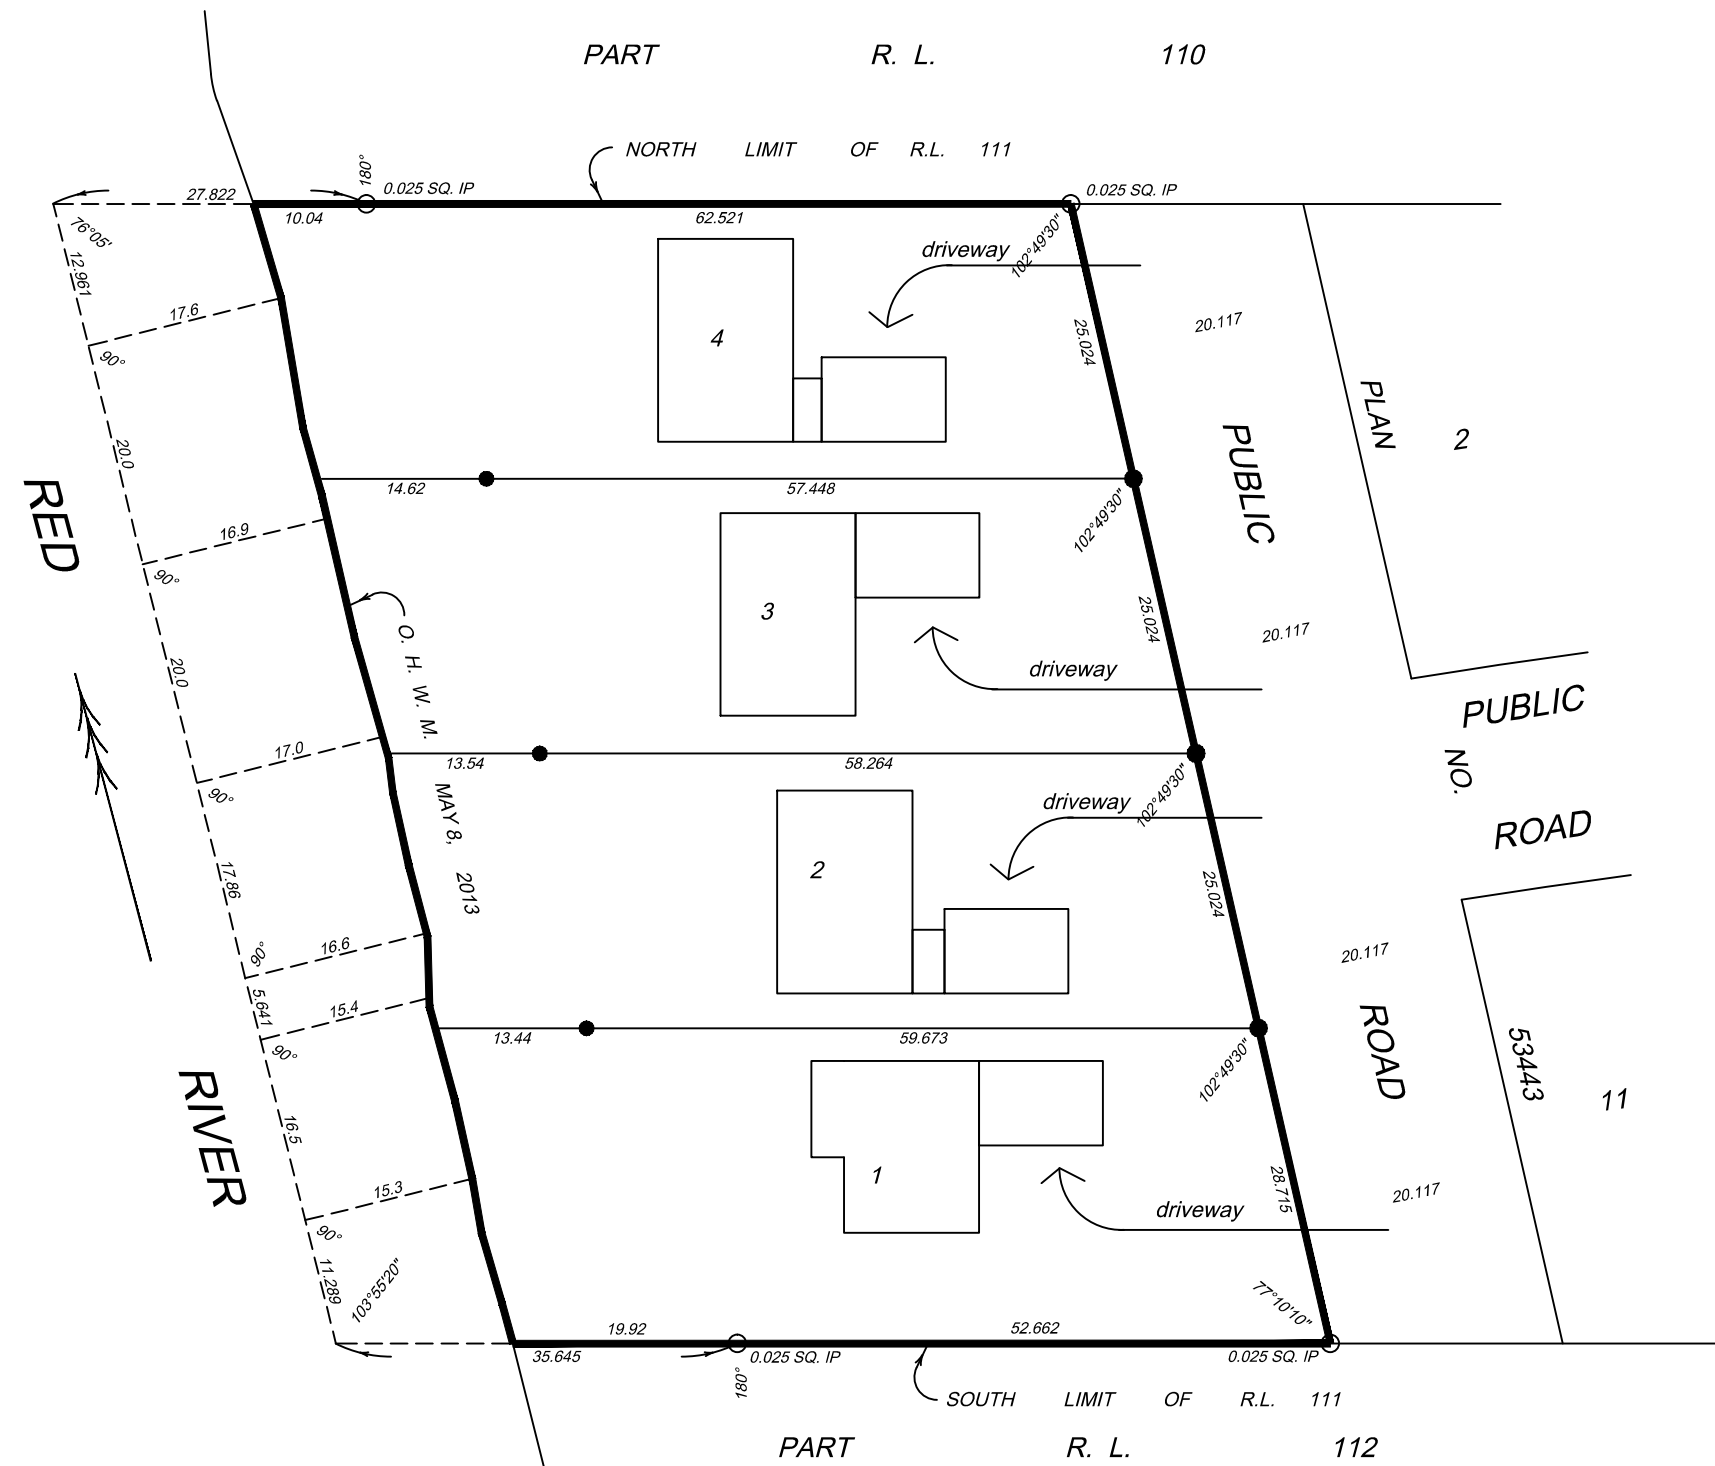 PART R. L. 110
NORTH LIMIT OF R.L. 111
180°
0.025 SQ. IP
0.025 SQ. IP
27.822
10.04
62.521
76°05'
12.961
102°49'30"
driveway
17.6
4
25.024
20.117
90°
PLAN
2
20.0
PUBLIC
14.62
57.448
102°49'30"
RED
16.9
90°
3
25.024
20.117
O. H. W. M.
20.0
driveway
PUBLIC
17.0
13.54
58.264
NO.
90°
102°49'30"
MAY 8, 2013
driveway
ROAD
17.86
2
25.024
16.6
90°
20.117
5.641
15.4
13.44
59.673
90°
102°49'30"
ROAD
53443
11
RIVER
16.5
1
15.3
28.715
20.117
driveway
90°
11.289
103°55'20"
77°10'10"
19.92
52.662
35.645
0.025 SQ. IP
0.025 SQ. IP
180°
SOUTH LIMIT OF R.L. 111
PART R. L. 112